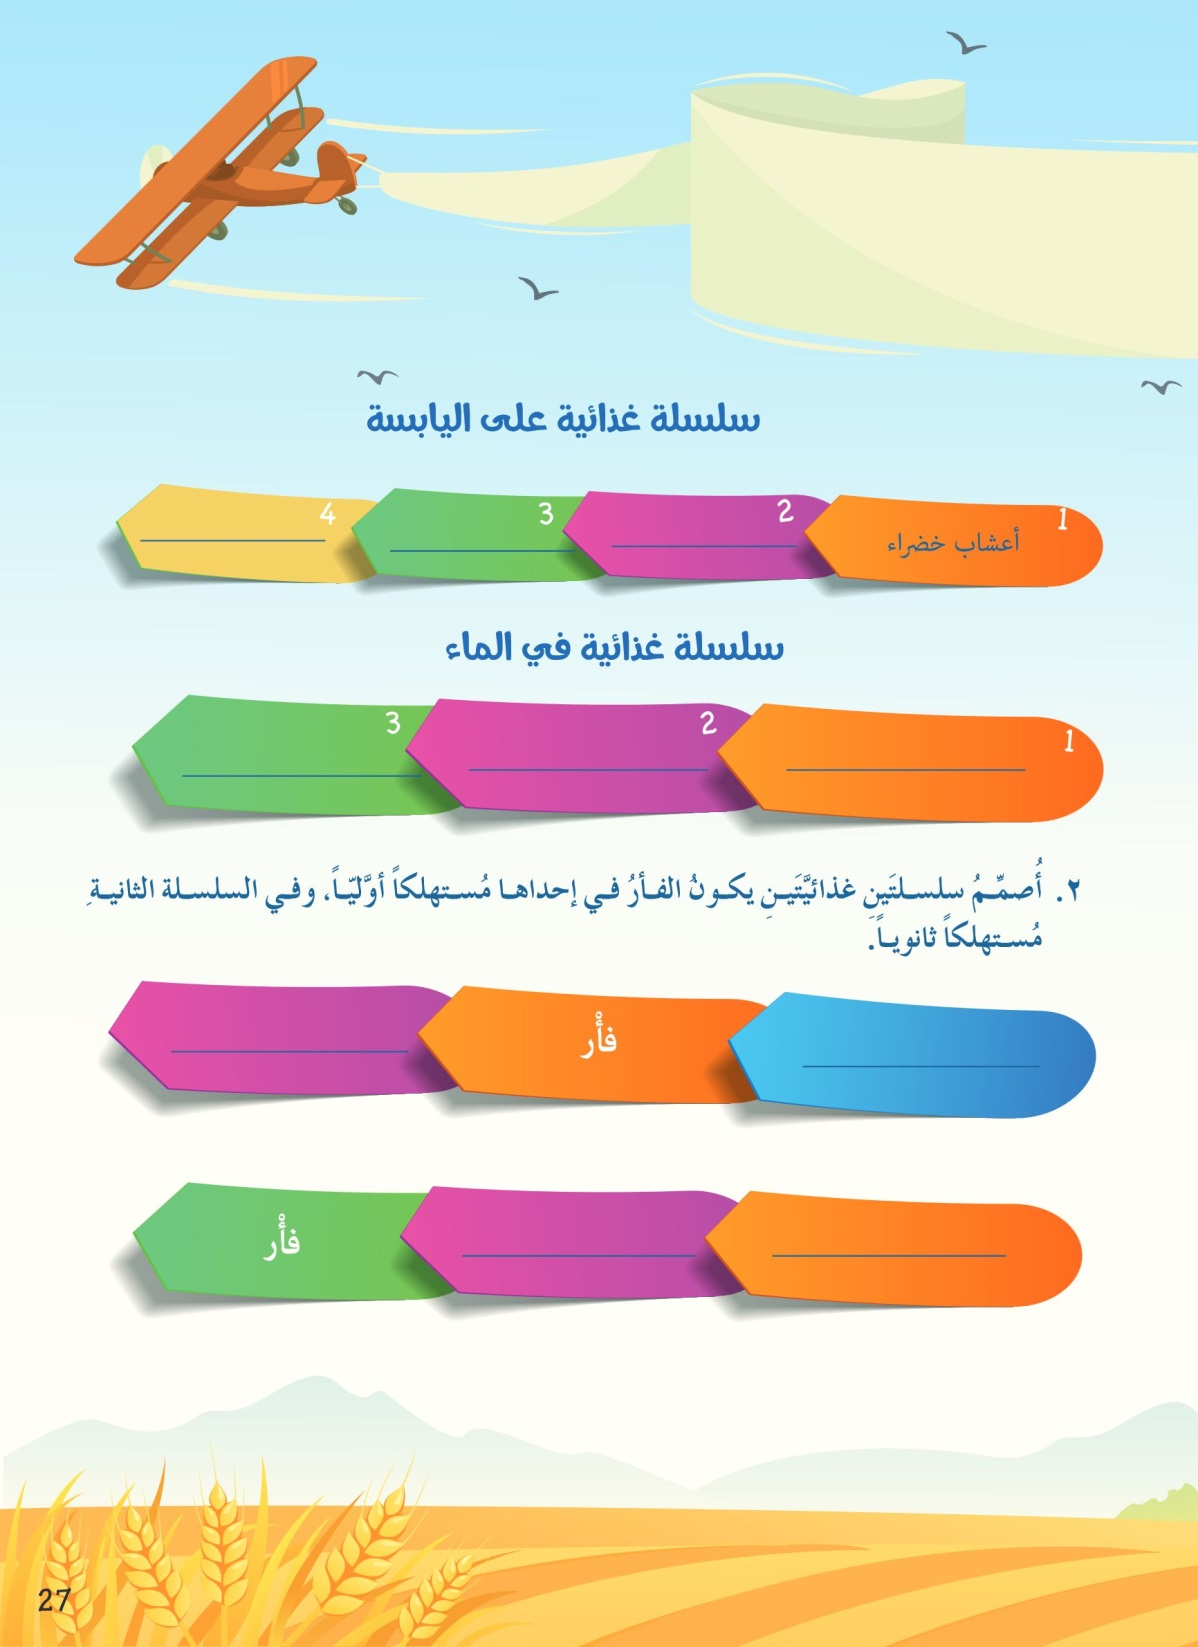 سلسلة غذائية على اليابسة
1
أعشاب خضراء
2
3
4
سلسلة غذائية في الماء
1
2
3
٢. أُصمِّمُ سلسلتَينِ غذائيَّتَينِ يكونُ الفأرُ في إحداها مُستهلكاً أوَّليّاً، وفي السلسلة الثانيةِ
مُستهلكاً ثانوياً.
فأْر
فأْر
27